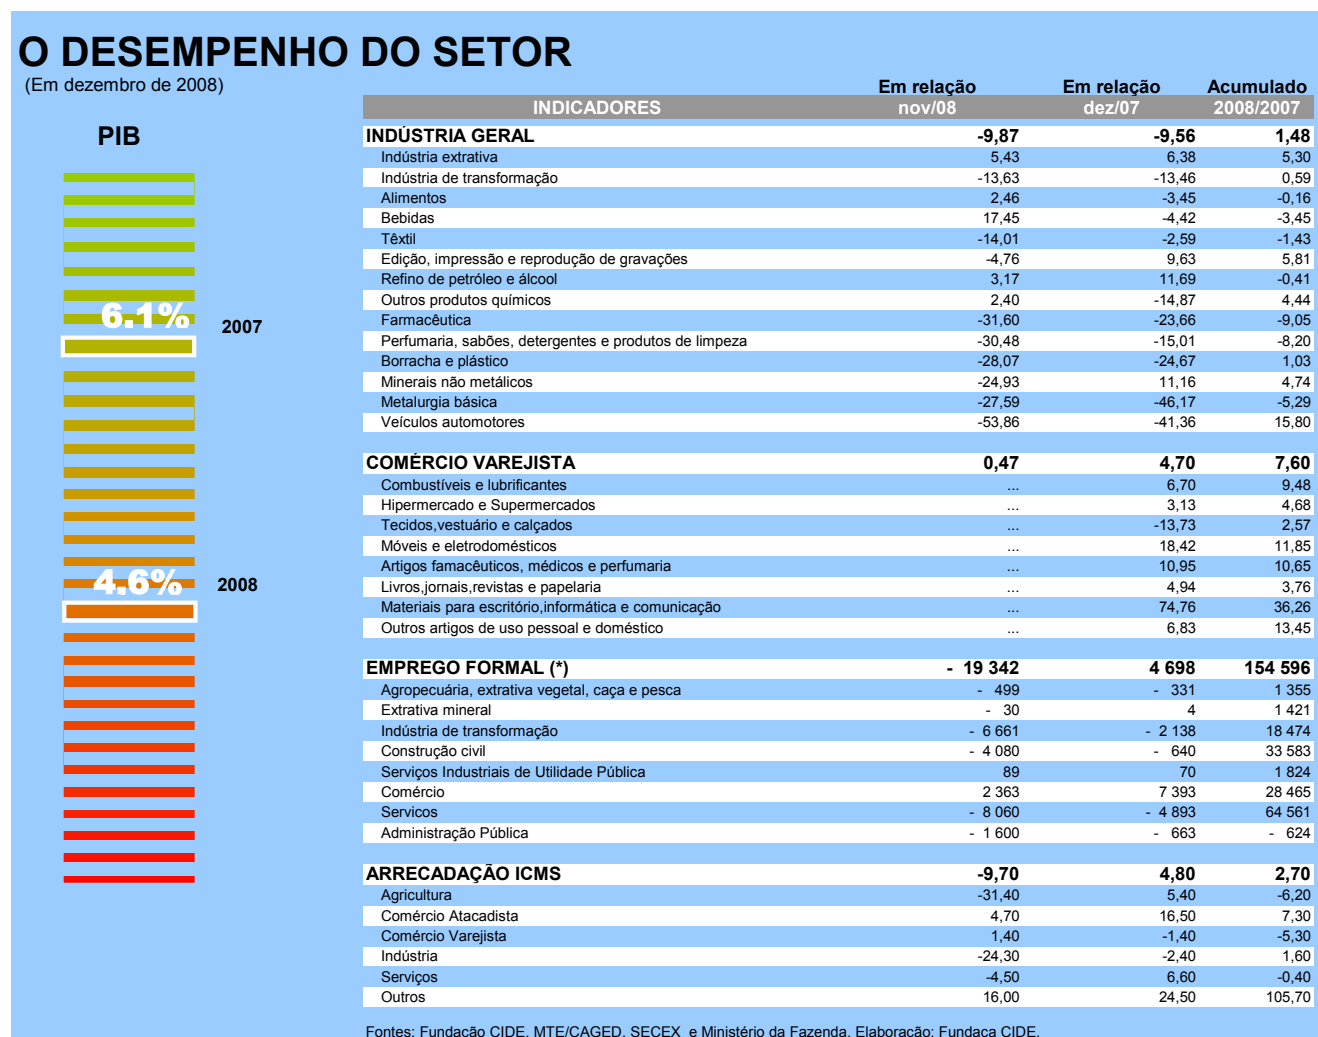 O DESEMPENHO DO SETOR
(Em dezembro de 2008)
Em relação Em relação Acumulado
INDICADORES nov/08 dez/07 2008/2007
PIB
6.1%
2007
4.6%
2008
INDÚSTRIA GERAL -9,87 -9,56 1,48
Indústria extrativa 5,43 6,38 5,30
Indústria de transformação -13,63 -13,46 0,59
Alimentos 2,46 -3,45 -0,16
Bebidas 17,45 -4,42 -3,45
Têxtil -14,01 -2,59 -1,43
Edição, impressão e reprodução de gravações -4,76 9,63 5,81
Refino de petróleo e álcool 3,17 11,69 -0,41
Outros produtos químicos 2,40 -14,87 4,44
Farmacêutica -31,60 -23,66 -9,05
Perfumaria, sabões, detergentes e produtos de limpeza -30,48 -15,01 -8,20
Borracha e plástico -28,07 -24,67 1,03
Minerais não metálicos -24,93 11,16 4,74
Metalurgia básica -27,59 -46,17 -5,29
Veículos automotores -53,86 -41,36 15,80
COMÉRCIO VAREJISTA 0,47 4,70 7,60
Combustíveis e lubrificantes ... 6,70 9,48
Hipermercado e Supermercados ... 3,13 4,68
Tecidos,vestuário e calçados ... -13,73 2,57
Móveis e eletrodomésticos ... 18,42 11,85
Artigos famacêuticos, médicos e perfumaria ... 10,95 10,65
Livros,jornais,revistas e papelaria ... 4,94 3,76
Materiais para escritório,informática e comunicação ... 74,76 36,26
Outros artigos de uso pessoal e doméstico ... 6,83 13,45
EMPREGO FORMAL (*) - 19 342 4 698 154 596
Agropecuária, extrativa vegetal, caça e pesca - 499 - 331 1 355
Extrativa mineral - 30 4 1 421
Indústria de transformação - 6 661 - 2 138 18 474
Construção civil - 4 080 - 640 33 583
Serviços Industriais de Utilidade Pública 89 70 1 824
Comércio 2 363 7 393 28 465
Servicos - 8 060 - 4 893 64 561
Administração Pública - 1 600 - 663 - 624
ARRECADAÇÃO ICMS -9,70 4,80 2,70
Agricultura -31,40 5,40 -6,20
Comércio Atacadista 4,70 16,50 7,30
Comércio Varejista 1,40 -1,40 -5,30
Indústria -24,30 -2,40 1,60
Serviços -4,50 6,60 -0,40
Outros 16,00 24,50 105,70
Fontes: Fundação CIDE, MTE/CAGED, SECEX e Ministério da Fazenda. Elaboração: Fundaça CIDE.